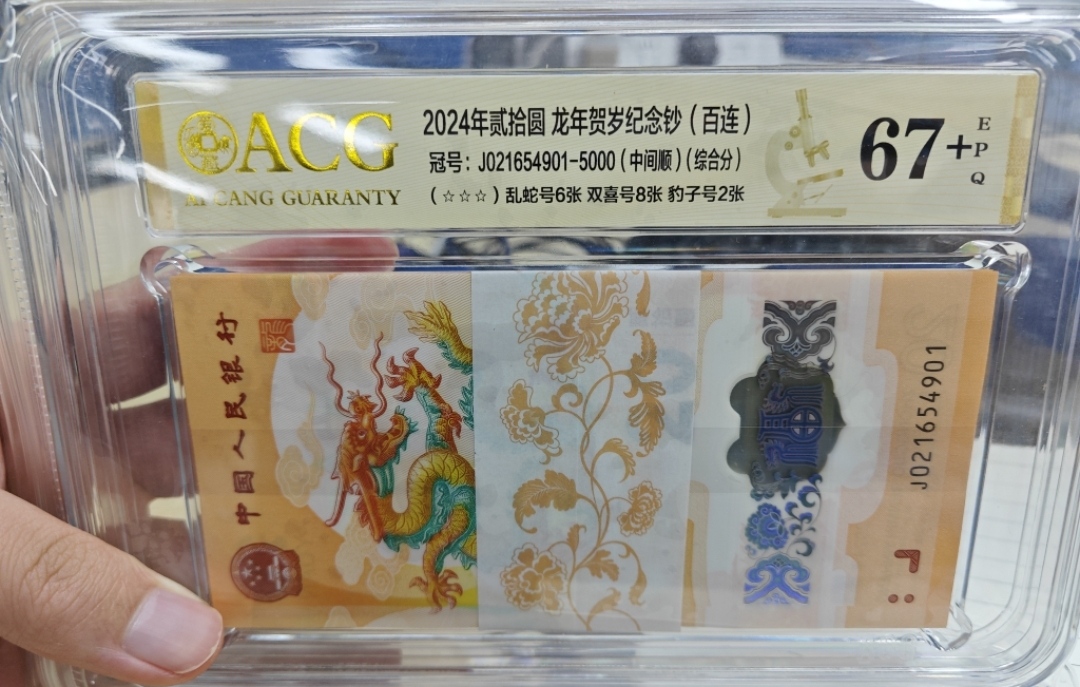 ACG
CANG GUARANTY
2024年贰拾圆 龙年贺岁纪念钞（百连）
冠号：J021654901-5000（中间顺）（综合分）
（☆☆☆）乱蛇号6张 双喜号8张 豹子号2张
67+
EPQ
中国人民银行
J021654901